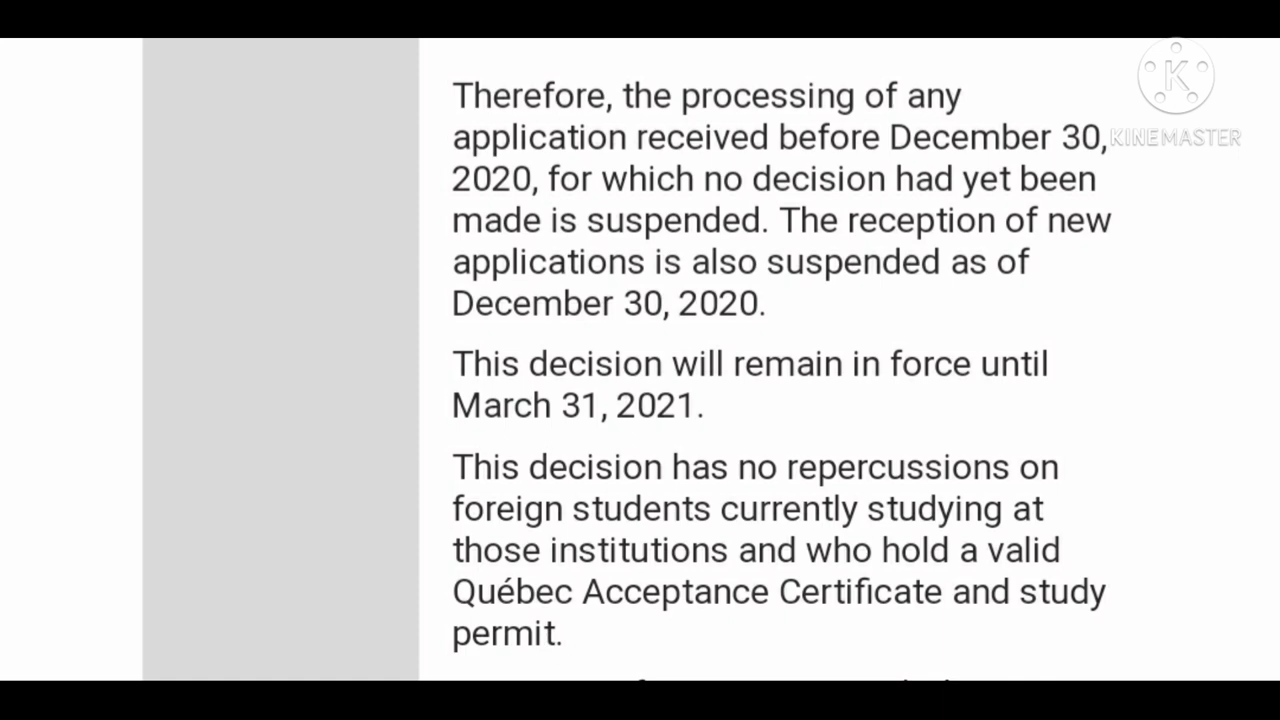 Therefore, the processing of any
application received before December 30,
2020, for which no decision had yet been
made is suspended. The reception of new
applications is also suspended as of
December 30, 2020.
This decision will remain in force until
March 31, 2021.
This decision has no repercussions on
foreign students currently studying at
those institutions and who hold a valid
Québec Acceptance Certificate and study
permit.
K
KINEMASTER